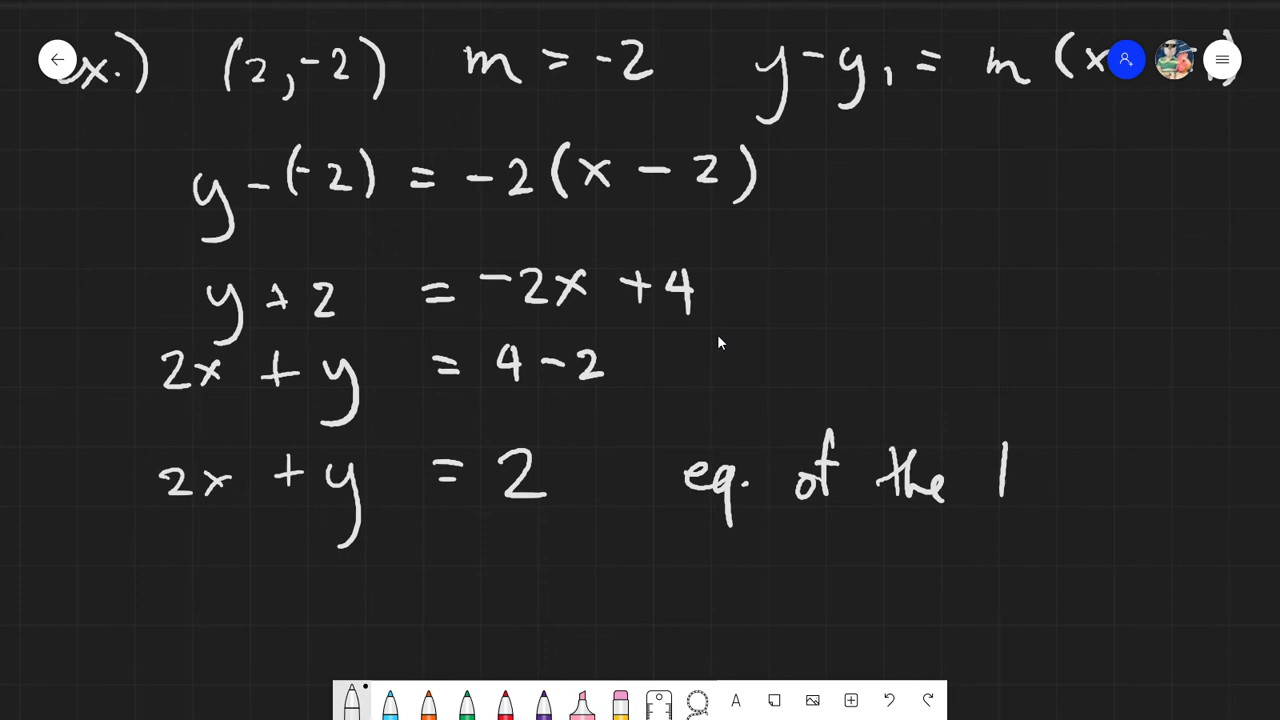 x.) (2,-2) m = -2 y-y₁ = m (x
y-(-2) = -2(x - 2)
y + 2 = -2x + 4
2x + y = 4 - 2
2x + y = 2 eq. of the l
A